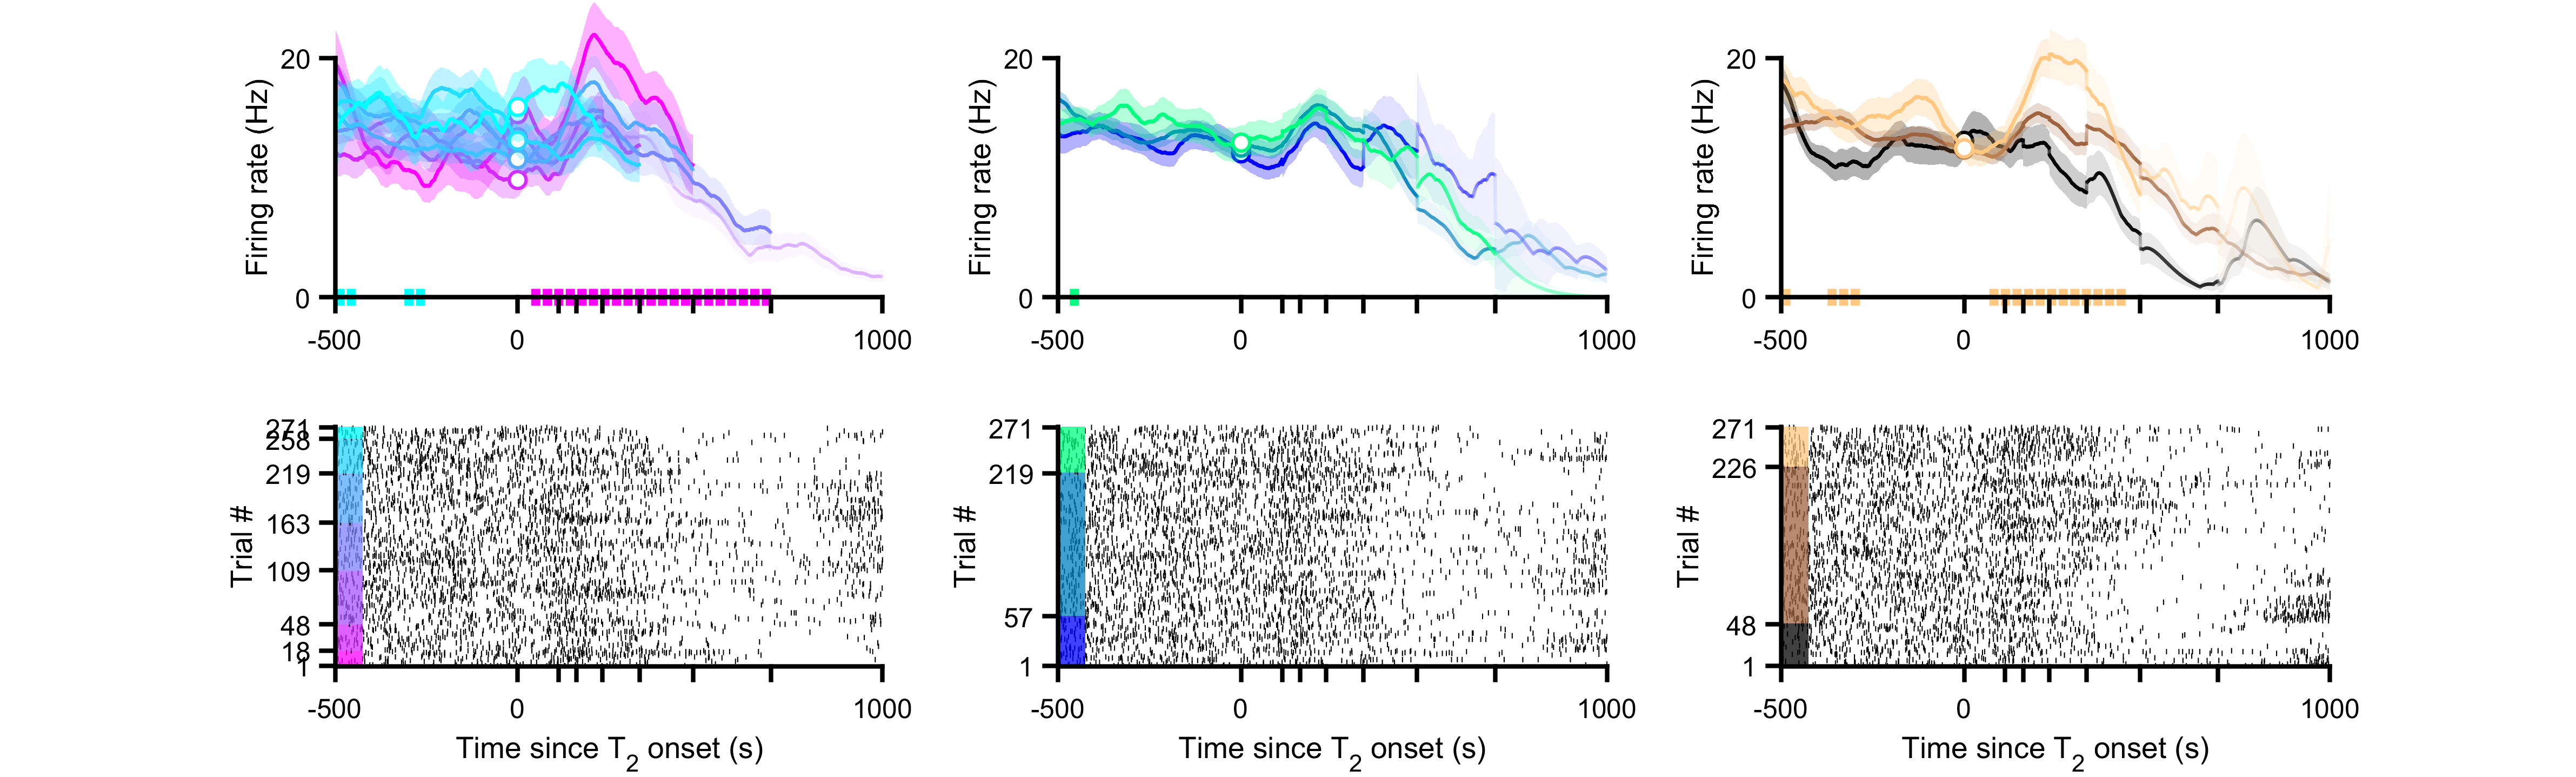 20
Firing rate (Hz)
0
-500 0 1000
20
Firing rate (Hz)
0
-500 0 1000
20
Firing rate (Hz)
0
-500 0 1000
271
258
219
163
109
48
18
1
Trial #
-500 0 1000
Time since T2 onset (s)
271
219
57
1
Trial #
-500 0 1000
Time since T2 onset (s)
271
226
48
1
Trial #
-500 0 1000
Time since T2 onset (s)